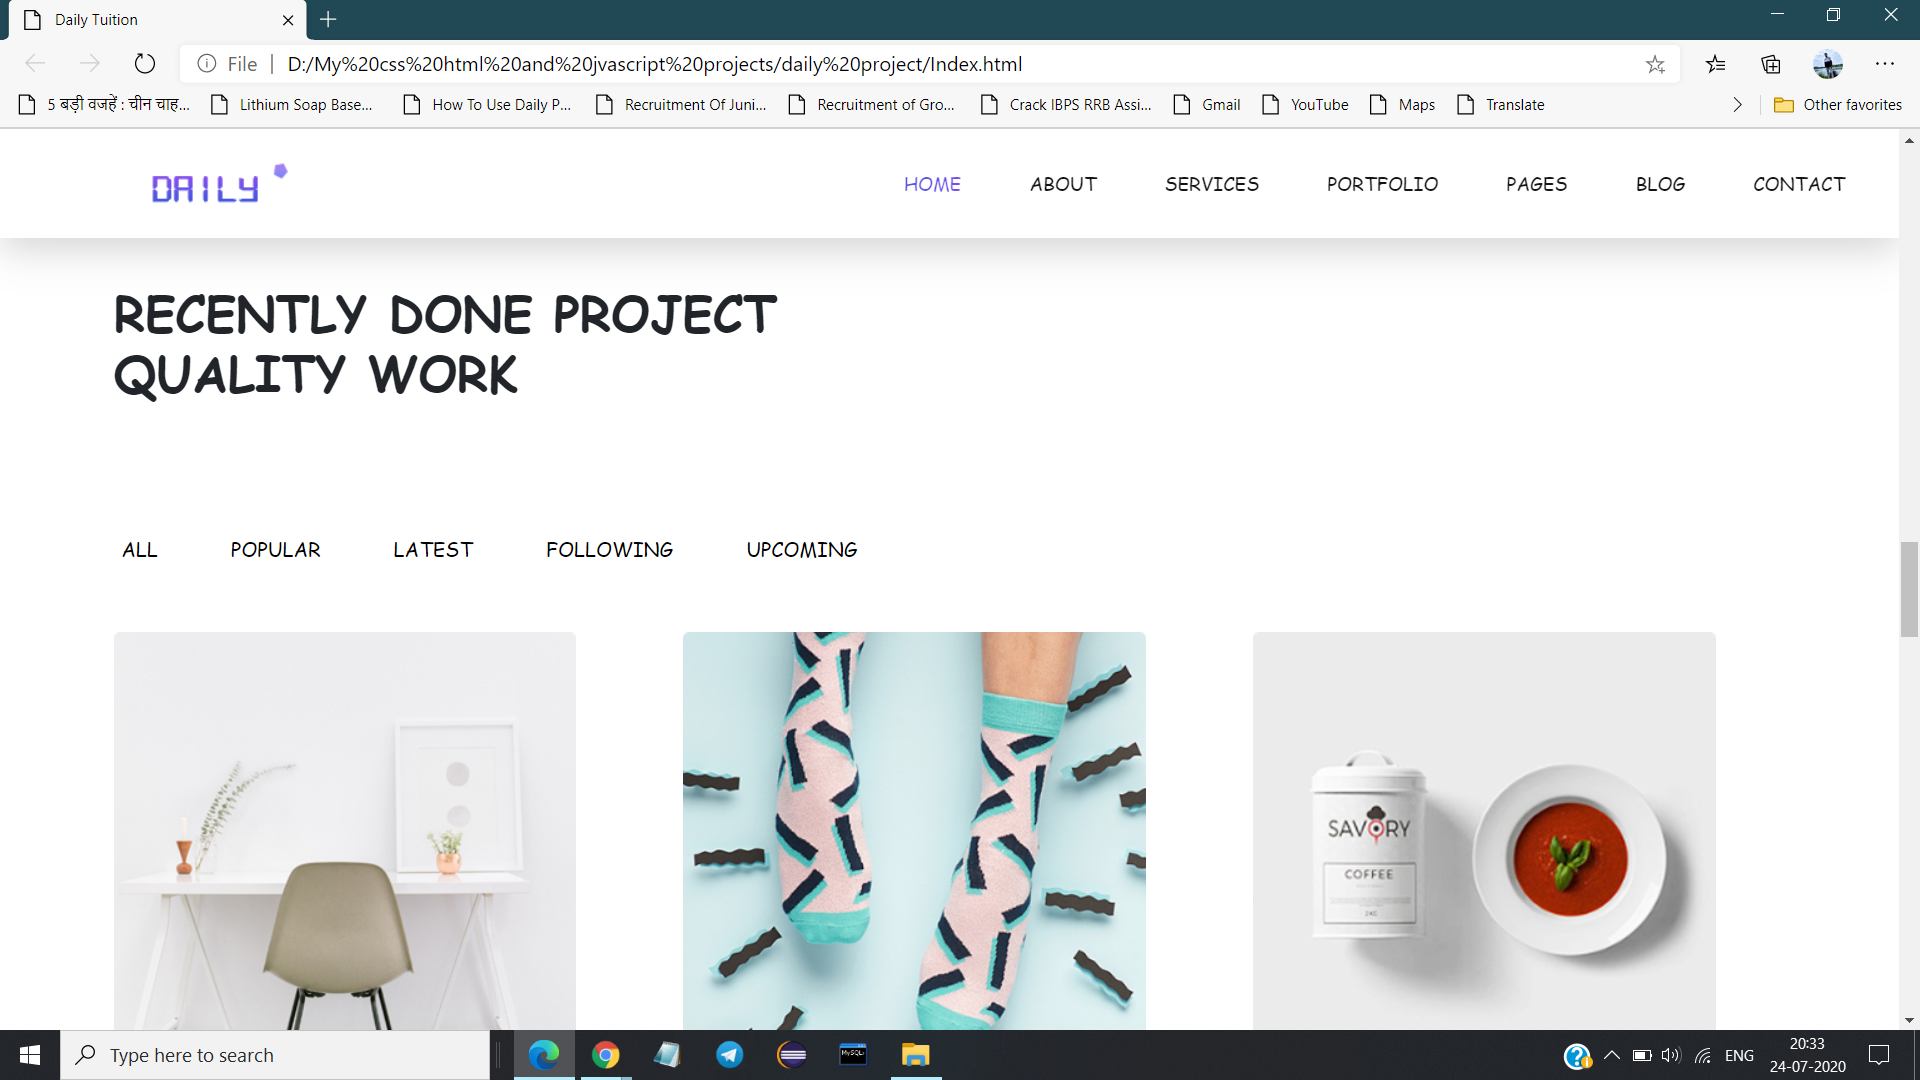 Daily Tuition
File | D:/My%20css%20html%20and%20jvascript%20projects/daily%20project/Index.html
5 बड़ी वजहें : चीन चाह... Lithium Soap Base... How To Use Daily P... Recruitment Of Juni... Recruitment of Gro... Crack IBPS RRB Assi... Gmail YouTube Maps Translate Other favorites
DAILY HOME ABOUT SERVICES PORTFOLIO PAGES BLOG CONTACT
RECENTLY DONE PROJECT
QUALITY WORK
ALL POPULAR LATEST FOLLOWING UPCOMING
SAVORY
COFFEE
Type here to search
MySQL
ENG
20:33
24-07-2020